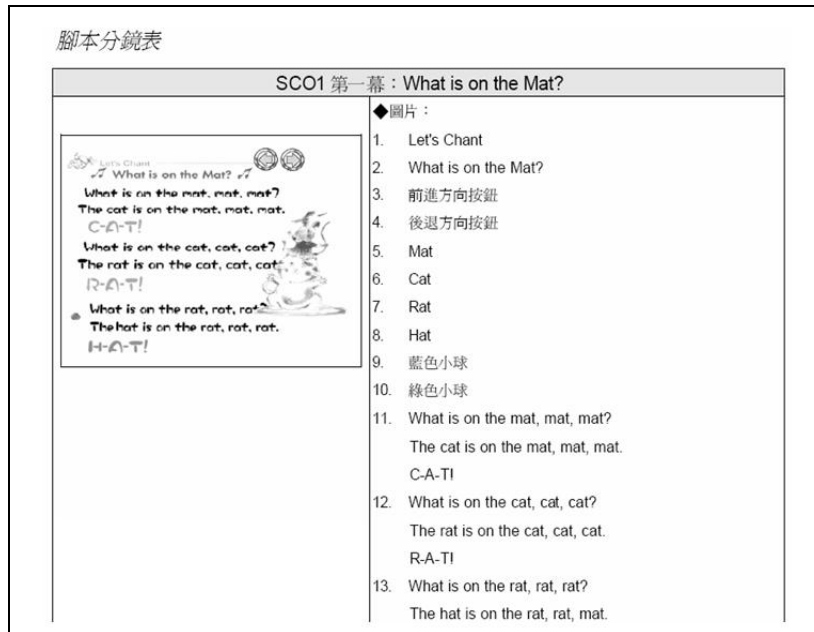 腳本分鏡表
SCO1 第一幕：What is on the Mat?
Let's Chant
What is on the Mat?
What is on the mat, mat, mat?
The cat is on the mat, mat, mat.
C-A-T!
What is on the cat, cat, cat?
The rat is on the cat, cat, cat
R-A-T!
What is on the rat, rat, rat?
The hat is on the rat, rat, rat.
H-A-T!
◆圖片：
1. Let's Chant
2. What is on the Mat?
3. 前進方向按鈕
4. 後退方向按鈕
5. Mat
6. Cat
7. Rat
8. Hat
9. 藍色小球
10. 綠色小球
11. What is on the mat, mat, mat?
The cat is on the mat, mat, mat.
C-A-T!
12. What is on the cat, cat, cat?
The rat is on the cat, cat, cat.
R-A-T!
13. What is on the rat, rat, rat?
The hat is on the rat, rat, mat.